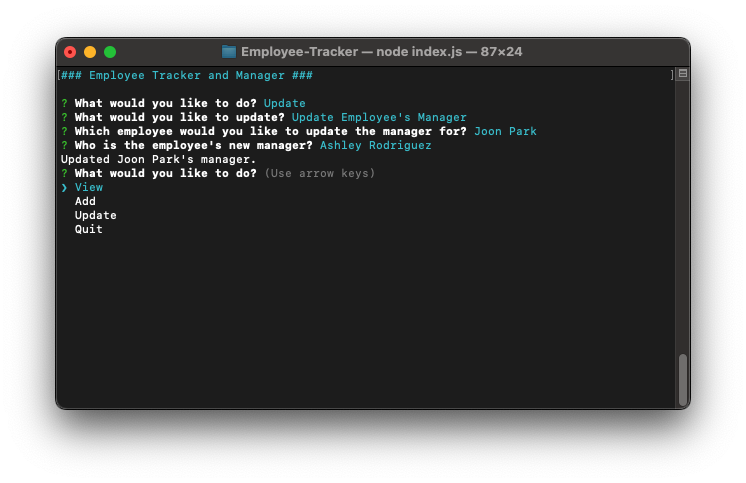 Employee-Tracker — node index.js — 87×24
[### Employee Tracker and Manager ### ]
? What would you like to do? Update
? What would you like to update? Update Employee's Manager
? Which employee would you like to update the manager for? Joon Park
? Who is the employee's new manager? Ashley Rodriguez
Updated Joon Park's manager.
? What would you like to do? (Use arrow keys)
❯ View
Add
Update
Quit